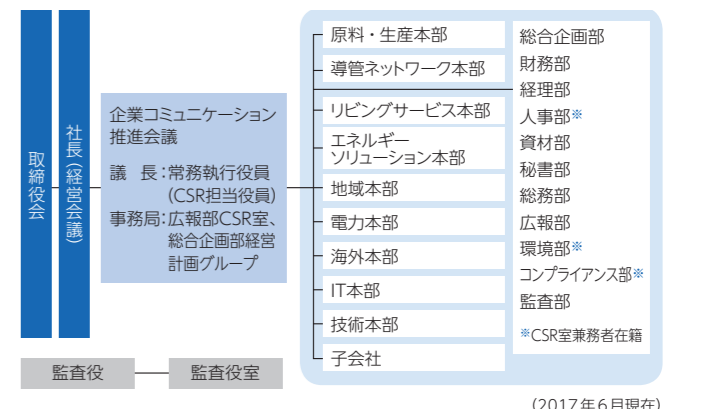 取締役会
社長(経営会議)
企業コミュニケーション
推進会議
議　長:常務執行役員
(CSR担当役員)
事務局:広報部CSR室、
総合企画部経営
計画グループ
原料・生産本部
導管ネットワーク本部
リビングサービス本部
エネルギー
ソリューション本部
地域本部
電力本部
海外本部
IT本部
技術本部
子会社
総合企画部
財務部
経理部
人事部※
資材部
秘書部
総務部
広報部
環境部※
コンプライアンス部※
監査部
※CSR室兼務者在籍
監査役
監査役室
(2017年6月現在)